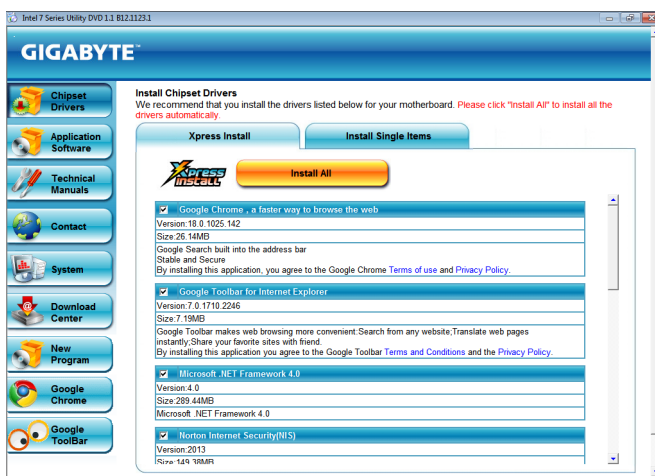 Intel 7 Series Utility DVD 1.1 B12.1123.1
GIGABYTE™
Chipset
Drivers
Application
Software
Technical
Manuals
Contact
System
Download
Center
New
Program
Google
Chrome
Google
ToolBar
Install Chipset Drivers
We recommend that you install the drivers listed below for your motherboard. Please click "Install All" to install all the
drivers automatically.
Xpress Install
Install Single Items
Xpress
Install
Install All
Google Chrome , a faster way to browse the web
Version:18.0.1025.142
Size:26.14MB
Google Search built into the address bar
Stable and Secure
By installing this application, you agree to the Google Chrome Terms of use and Privacy Policy.
Google Toolbar for Internet Explorer
Version:7.0.1710.2246
Size:7.19MB
Google Toolbar makes web browsing more convenient:Search from any website;Translate web pages
instantly;Share your favorite sites with friend.
By installing this application you agree to the Google Toolbar Terms and Conditions and the Privacy Policy.
Microsoft .NET Framework 4.0
Version:4.0
Size:289.44MB
Microsoft .NET Framework 4.0
Norton Internet Security(NIS)
Version:2013
Size:149.38MB